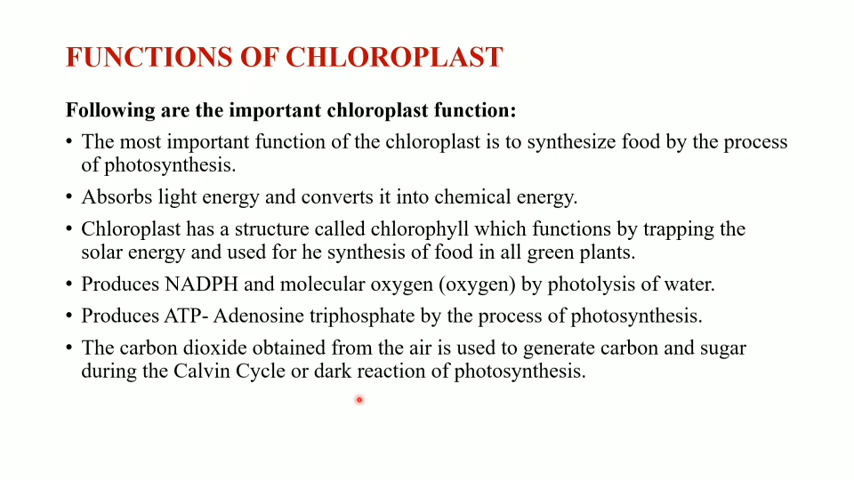 FUNCTIONS OF CHLOROPLAST
Following are the important chloroplast function:
• The most important function of the chloroplast is to synthesize food by the process
of photosynthesis.
• Absorbs light energy and converts it into chemical energy.
• Chloroplast has a structure called chlorophyll which functions by trapping the
solar energy and used for he synthesis of food in all green plants.
• Produces NADPH and molecular oxygen (oxygen) by photolysis of water.
• Produces ATP- Adenosine triphosphate by the process of photosynthesis.
• The carbon dioxide obtained from the air is used to generate carbon and sugar
during the Calvin Cycle or dark reaction of photosynthesis.